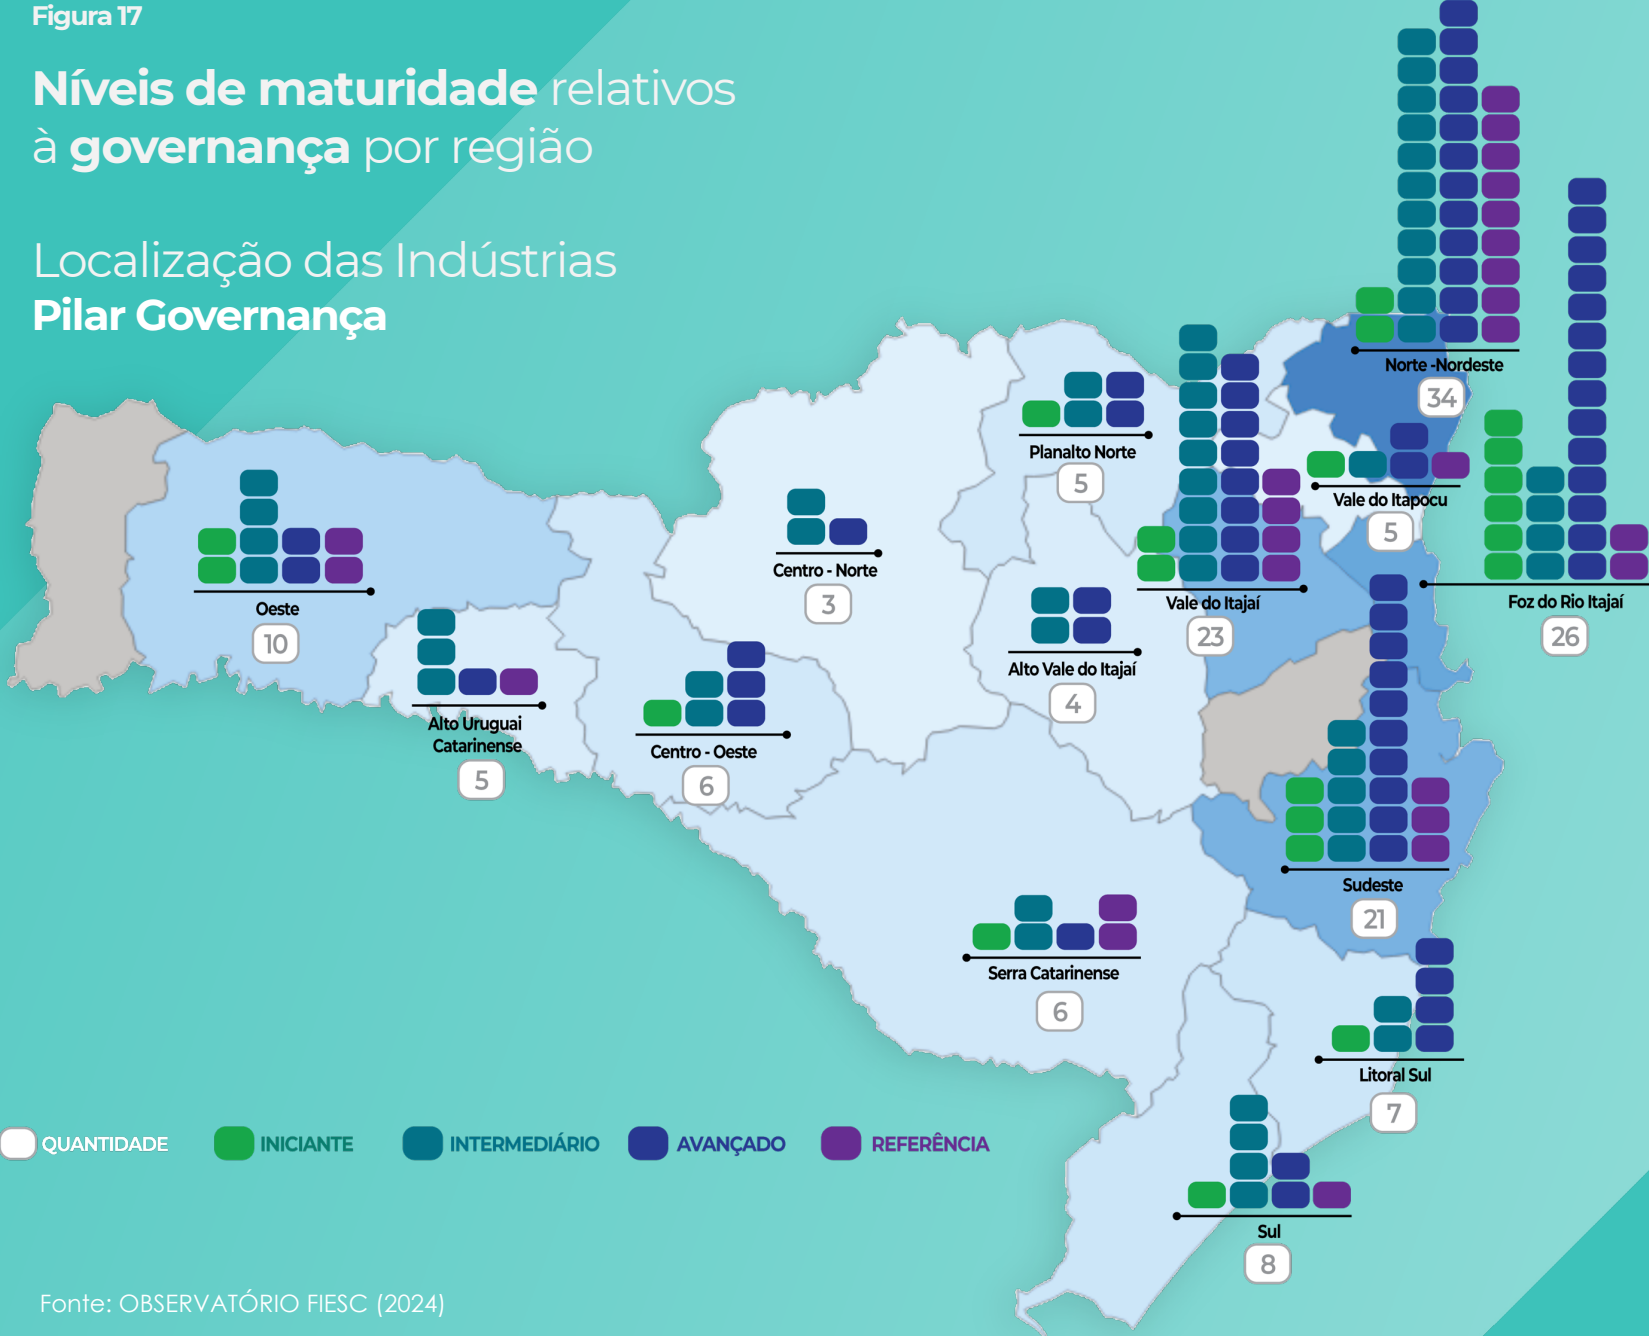 Figura 17
Níveis de maturidade relativos
à governança por região
Localização das Indústrias
Pilar Governança
Norte -Nordeste
34
Planalto Norte
5
Vale do Itapocu
5
Centro - Norte
3
Vale do Itajaí
23
Foz do Rio Itajaí
26
Oeste
10
Alto Vale do Itajaí
4
Alto Uruguai
Catarinense
5
Centro - Oeste
6
Sudeste
21
Serra Catarinense
6
Litoral Sul
7
QUANTIDADE INICIANTE INTERMEDIÁRIO AVANÇADO REFERÊNCIA
Sul
8
Fonte: OBSERVATÓRIO FIESC (2024)